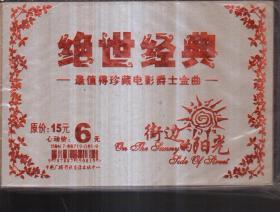 绝世经典
最值得珍藏电影爵士金曲
原价:15元
心动价:6元
街边的阳光
On The Sunny
Side Of Street